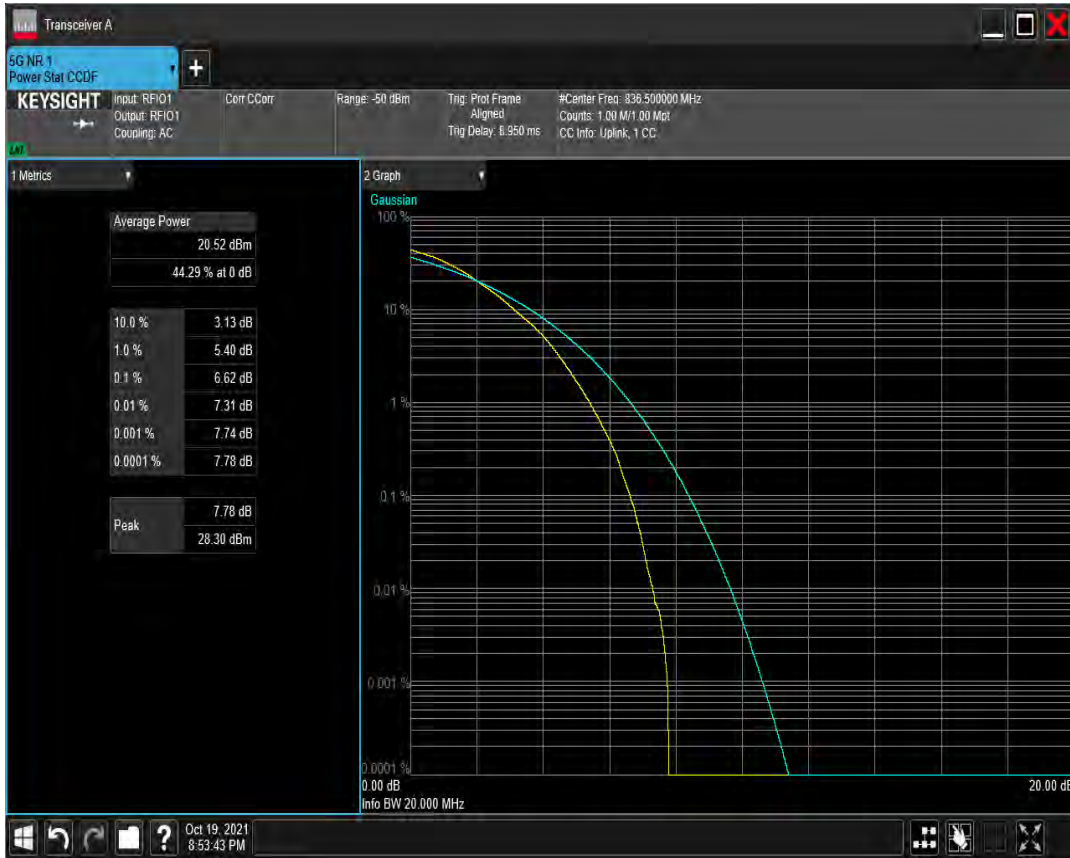 Transceiver A
5G NR 1
Power Stat CCDF
+
KEYSIGHT
Input: RFIO1
Output: RFIO1
Coupling: AC
Corr CCorr
Range: -50 dBm
Trig: Prot Frame
Aligned
Trig Delay: 8.950 ms
#Center Freq: 836.500000 MHz
Counts: 1.00 M/1.00 Mpt
CC Info: Uplink, 1 CC
1 Metrics
Average Power
20.52 dBm
44.29 % at 0 dB
10.0 % 3.13 dB
1.0 % 5.40 dB
0.1 % 6.62 dB
0.01 % 7.31 dB
0.001 % 7.74 dB
0.0001 % 7.78 dB
Peak
7.78 dB
28.30 dBm
2 Graph
Gaussian
100 %
10 %
1 %
0.1 %
0.01 %
0.001 %
0.0001 %
0.00 dB
20.00 dB
Info BW 20.000 MHz
?
Oct 19, 2021
8:53:43 PM